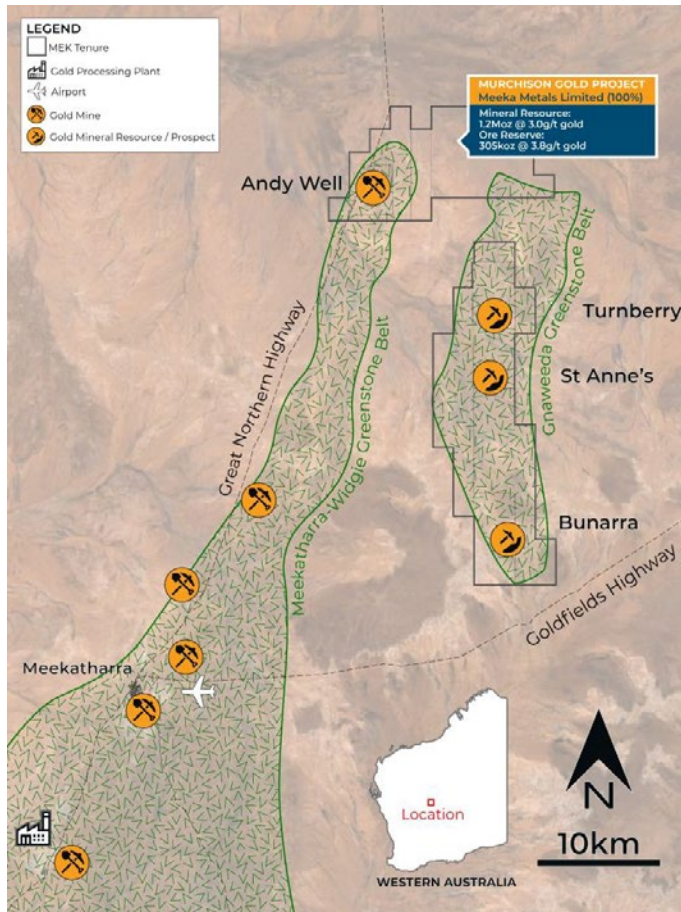 LEGEND
MEK Tenure
Gold Processing Plant
Airport
Gold Mine
Gold Mineral Resource / Prospect
MURCHISON GOLD PROJECT
Meeka Metals Limited (100%)
Mineral Resource:
1.2Moz @ 3.0g/t gold
Ore Reserve:
305koz @ 3.8g/t gold
Andy Well
Turnberry
St Anne's
Bunarra
Great Northern Highway
Meekatharra-Widgie Greenstone Belt
Gnaweeda Greenstone Belt
Goldfields Highway
Meekatharra
Location
WESTERN AUSTRALIA
N
10km